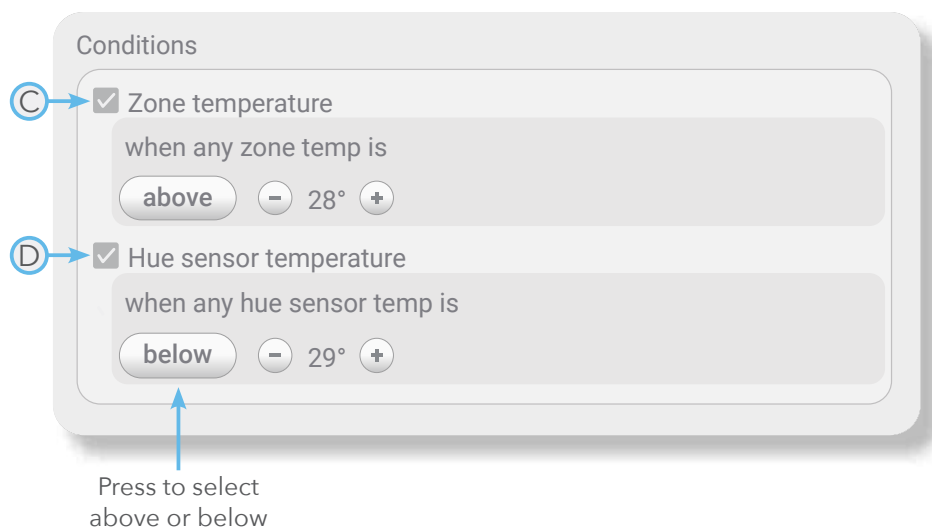 Conditions
C
Zone temperature
when any zone temp is
above - 28° +
D
Hue sensor temperature
when any hue sensor temp is
below - 29° +
Press to select
above or below